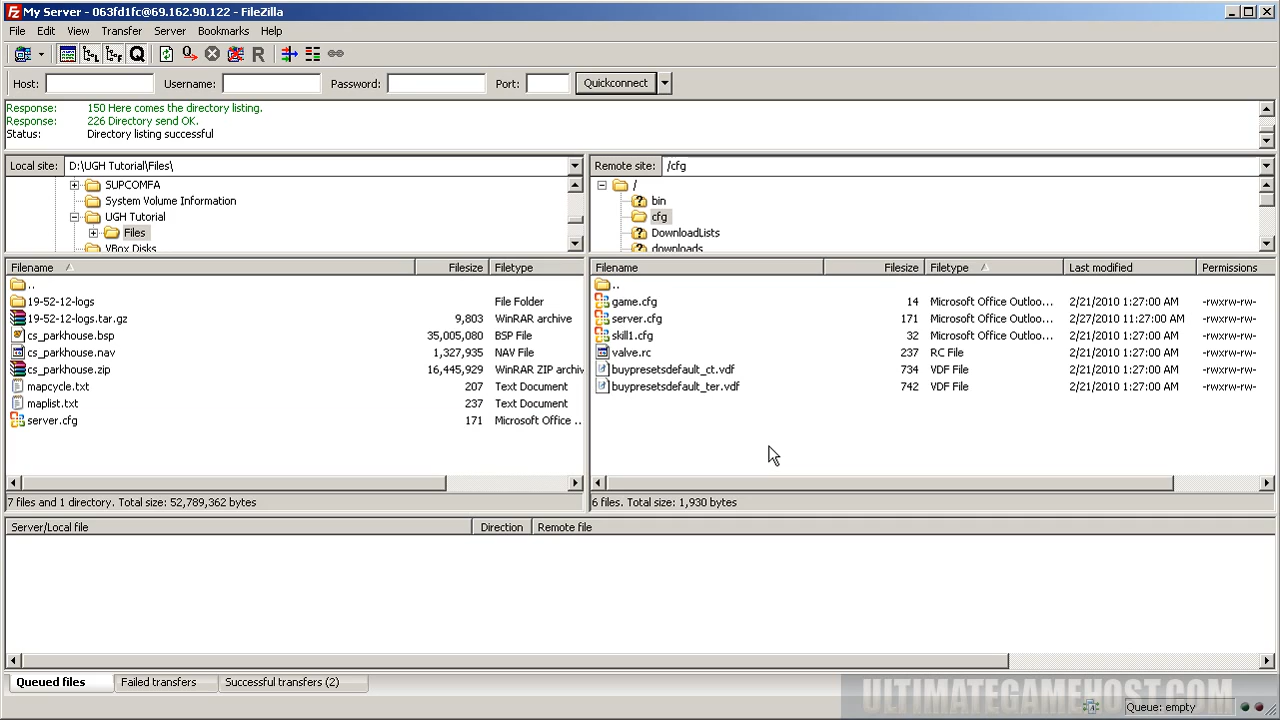 My Server - 063fd1fc@69.162.90.122 - FileZilla
File Edit View Transfer Server Bookmarks Help
Host: Username: Password: Port: Quickconnect
Response: 150 Here comes the directory listing.
Response: 226 Directory send OK.
Status: Directory listing successful
Local site: D:\UGH Tutorial\Files\
SUPCOMFA
System Volume Information
UGH Tutorial
Files
VBox Disks
Remote site: /cfg
/
bin
cfg
DownloadLists
downloads
Filename Filesize Filetype
..
19-52-12-logs File Folder
19-52-12-logs.tar.gz 9,803 WinRAR archive
cs_parkhouse.bsp 35,005,080 BSP File
cs_parkhouse.nav 1,327,935 NAV File
cs_parkhouse.zip 16,445,929 WinRAR ZIP archiv
mapcycle.txt 207 Text Document
maplist.txt 237 Text Document
server.cfg 171 Microsoft Office ..
7 files and 1 directory. Total size: 52,789,362 bytes
Filename Filesize Filetype Last modified Permissions
..
game.cfg 14 Microsoft Office Outloo... 2/21/2010 1:27:00 AM -rwxrw-rw-
server.cfg 171 Microsoft Office Outloo... 2/27/2010 11:27:00 AM -rwxrw-rw-
skill1.cfg 32 Microsoft Office Outloo... 2/21/2010 1:27:00 AM -rwxrw-rw-
valve.rc 237 RC File 2/21/2010 1:27:00 AM -rwxrw-rw-
buypresetsdefault_ct.vdf 734 VDF File 2/21/2010 1:27:00 AM -rwxrw-rw-
buypresetsdefault_ter.vdf 742 VDF File 2/21/2010 1:27:00 AM -rwxrw-rw-
6 files. Total size: 1,930 bytes
Server/Local file Direction Remote file
Queued files Failed transfers Successful transfers (2)
ULTIMATEGAMEHOST.COM
Queue: empty